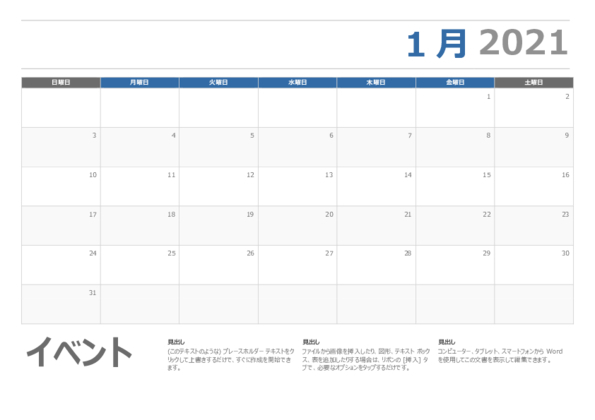 1 月 2021
日曜日 月曜日 火曜日 水曜日 木曜日 金曜日 土曜日
1 2
3 4 5 6 7 8 9
10 11 12 13 14 15 16
17 18 19 20 21 22 23
24 25 26 27 28 29 30
31
イベント
見出し
(このテキストのような) プレースホルダー テキストをク
リックして上書きするだけで、すぐに作成を開始でき
ます。
見出し
ファイルから画像を挿入したり、図形、テキスト ボック
ス、表を追加したりする場合は、リボンの [挿入] タ
ブで、必要なオプションをタップするだけです。
見出し
コンピューター、タブレット、スマートフォンから Word
を使用してこの文書を表示して編集できます。